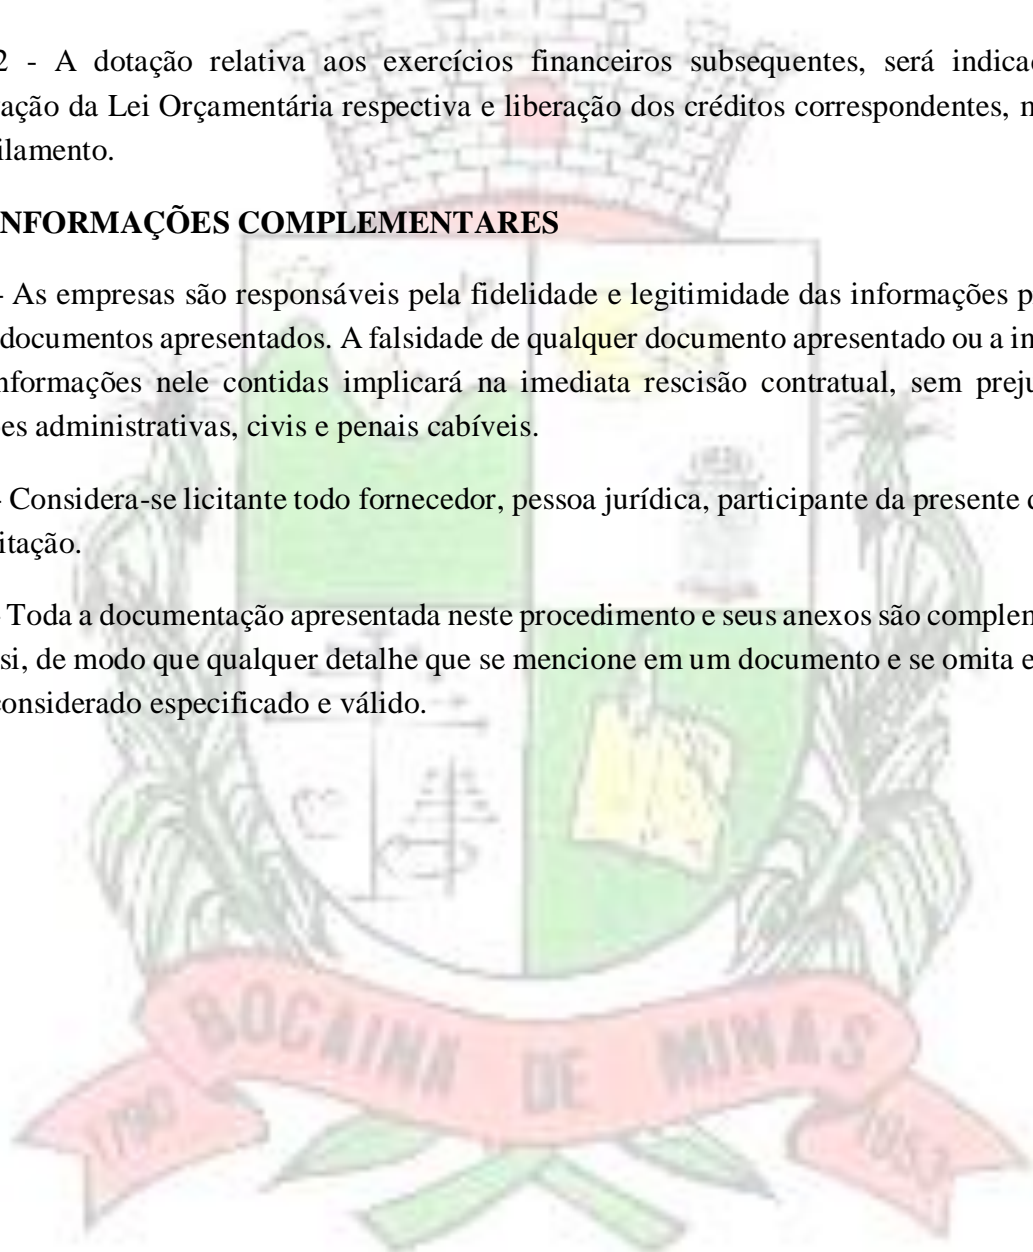 2 - A dotação relativa aos exercícios financeiros subsequentes, será indica
ação da Lei Orçamentária respectiva e liberação dos créditos correspondentes, m
ilamento.
NFORMAÇÕES COMPLEMENTARES
- As empresas são responsáveis pela fidelidade e legitimidade das informações p
documentos apresentados. A falsidade de qualquer documento apresentado ou a in
nformações nele contidas implicará na imediata rescisão contratual, sem preju
es administrativas, civis e penais cabíveis.
- Considera-se licitante todo fornecedor, pessoa jurídica, participante da presente
itação.
Toda a documentação apresentada neste procedimento e seus anexos são complem
si, de modo que qualquer detalhe que se mencione em um documento e se omita e
considerado especificado e válido.
BOCAINA DE MINAS
1953